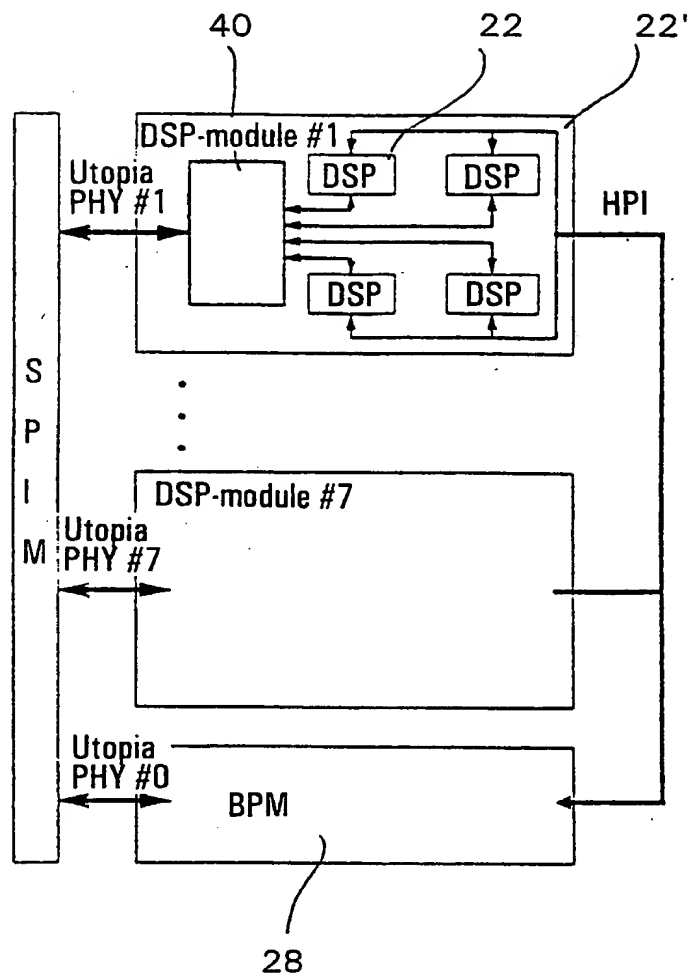 40
22
22'
DSP-module #1
Utopia
PHY #1
DSP
DSP
HPI
DSP
DSP
S
P
I
M
DSP-module #7
Utopia
PHY #7
Utopia
PHY #0
BPM
28